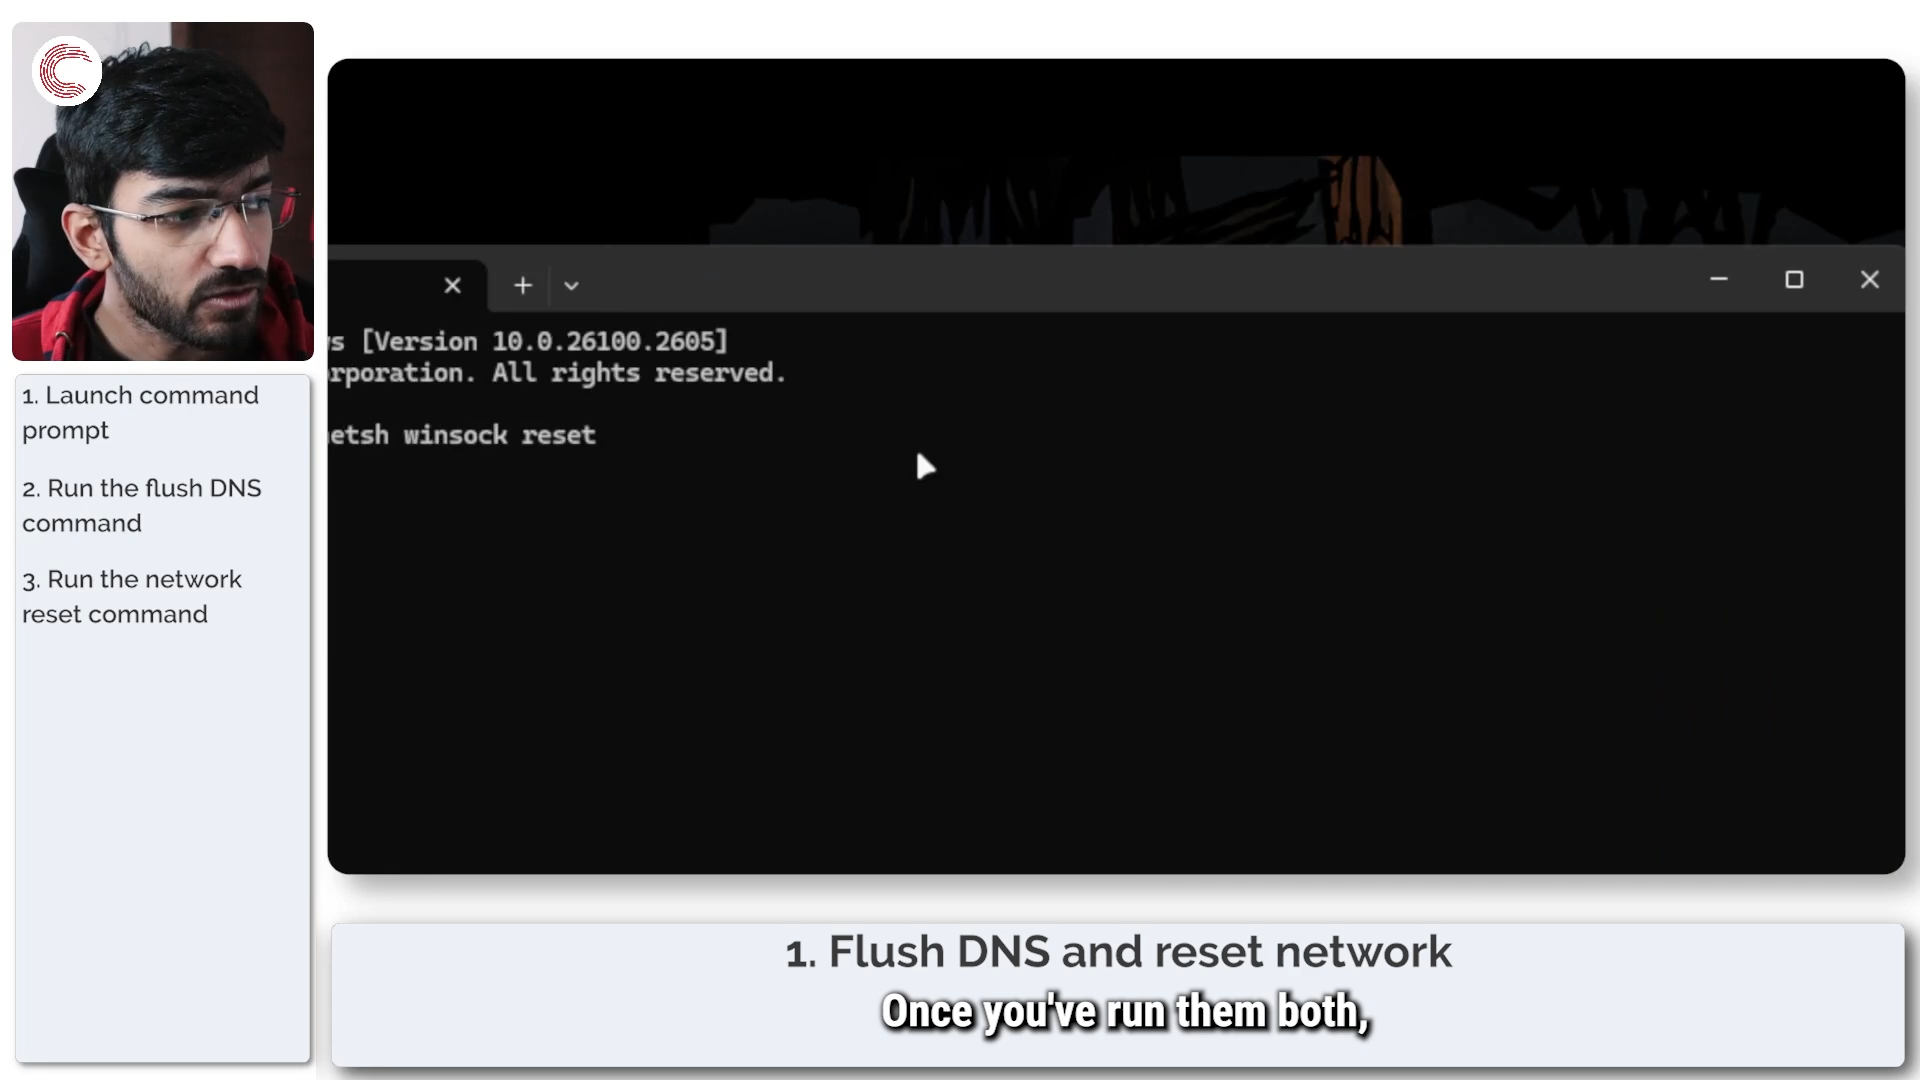 1. Launch command
prompt
2. Run the flush DNS
command
3. Run the network
reset command
s [Version 10.0.26100.2605]
rporation. All rights reserved.
etsh winsock reset
1. Flush DNS and reset network
Once you've run them both,